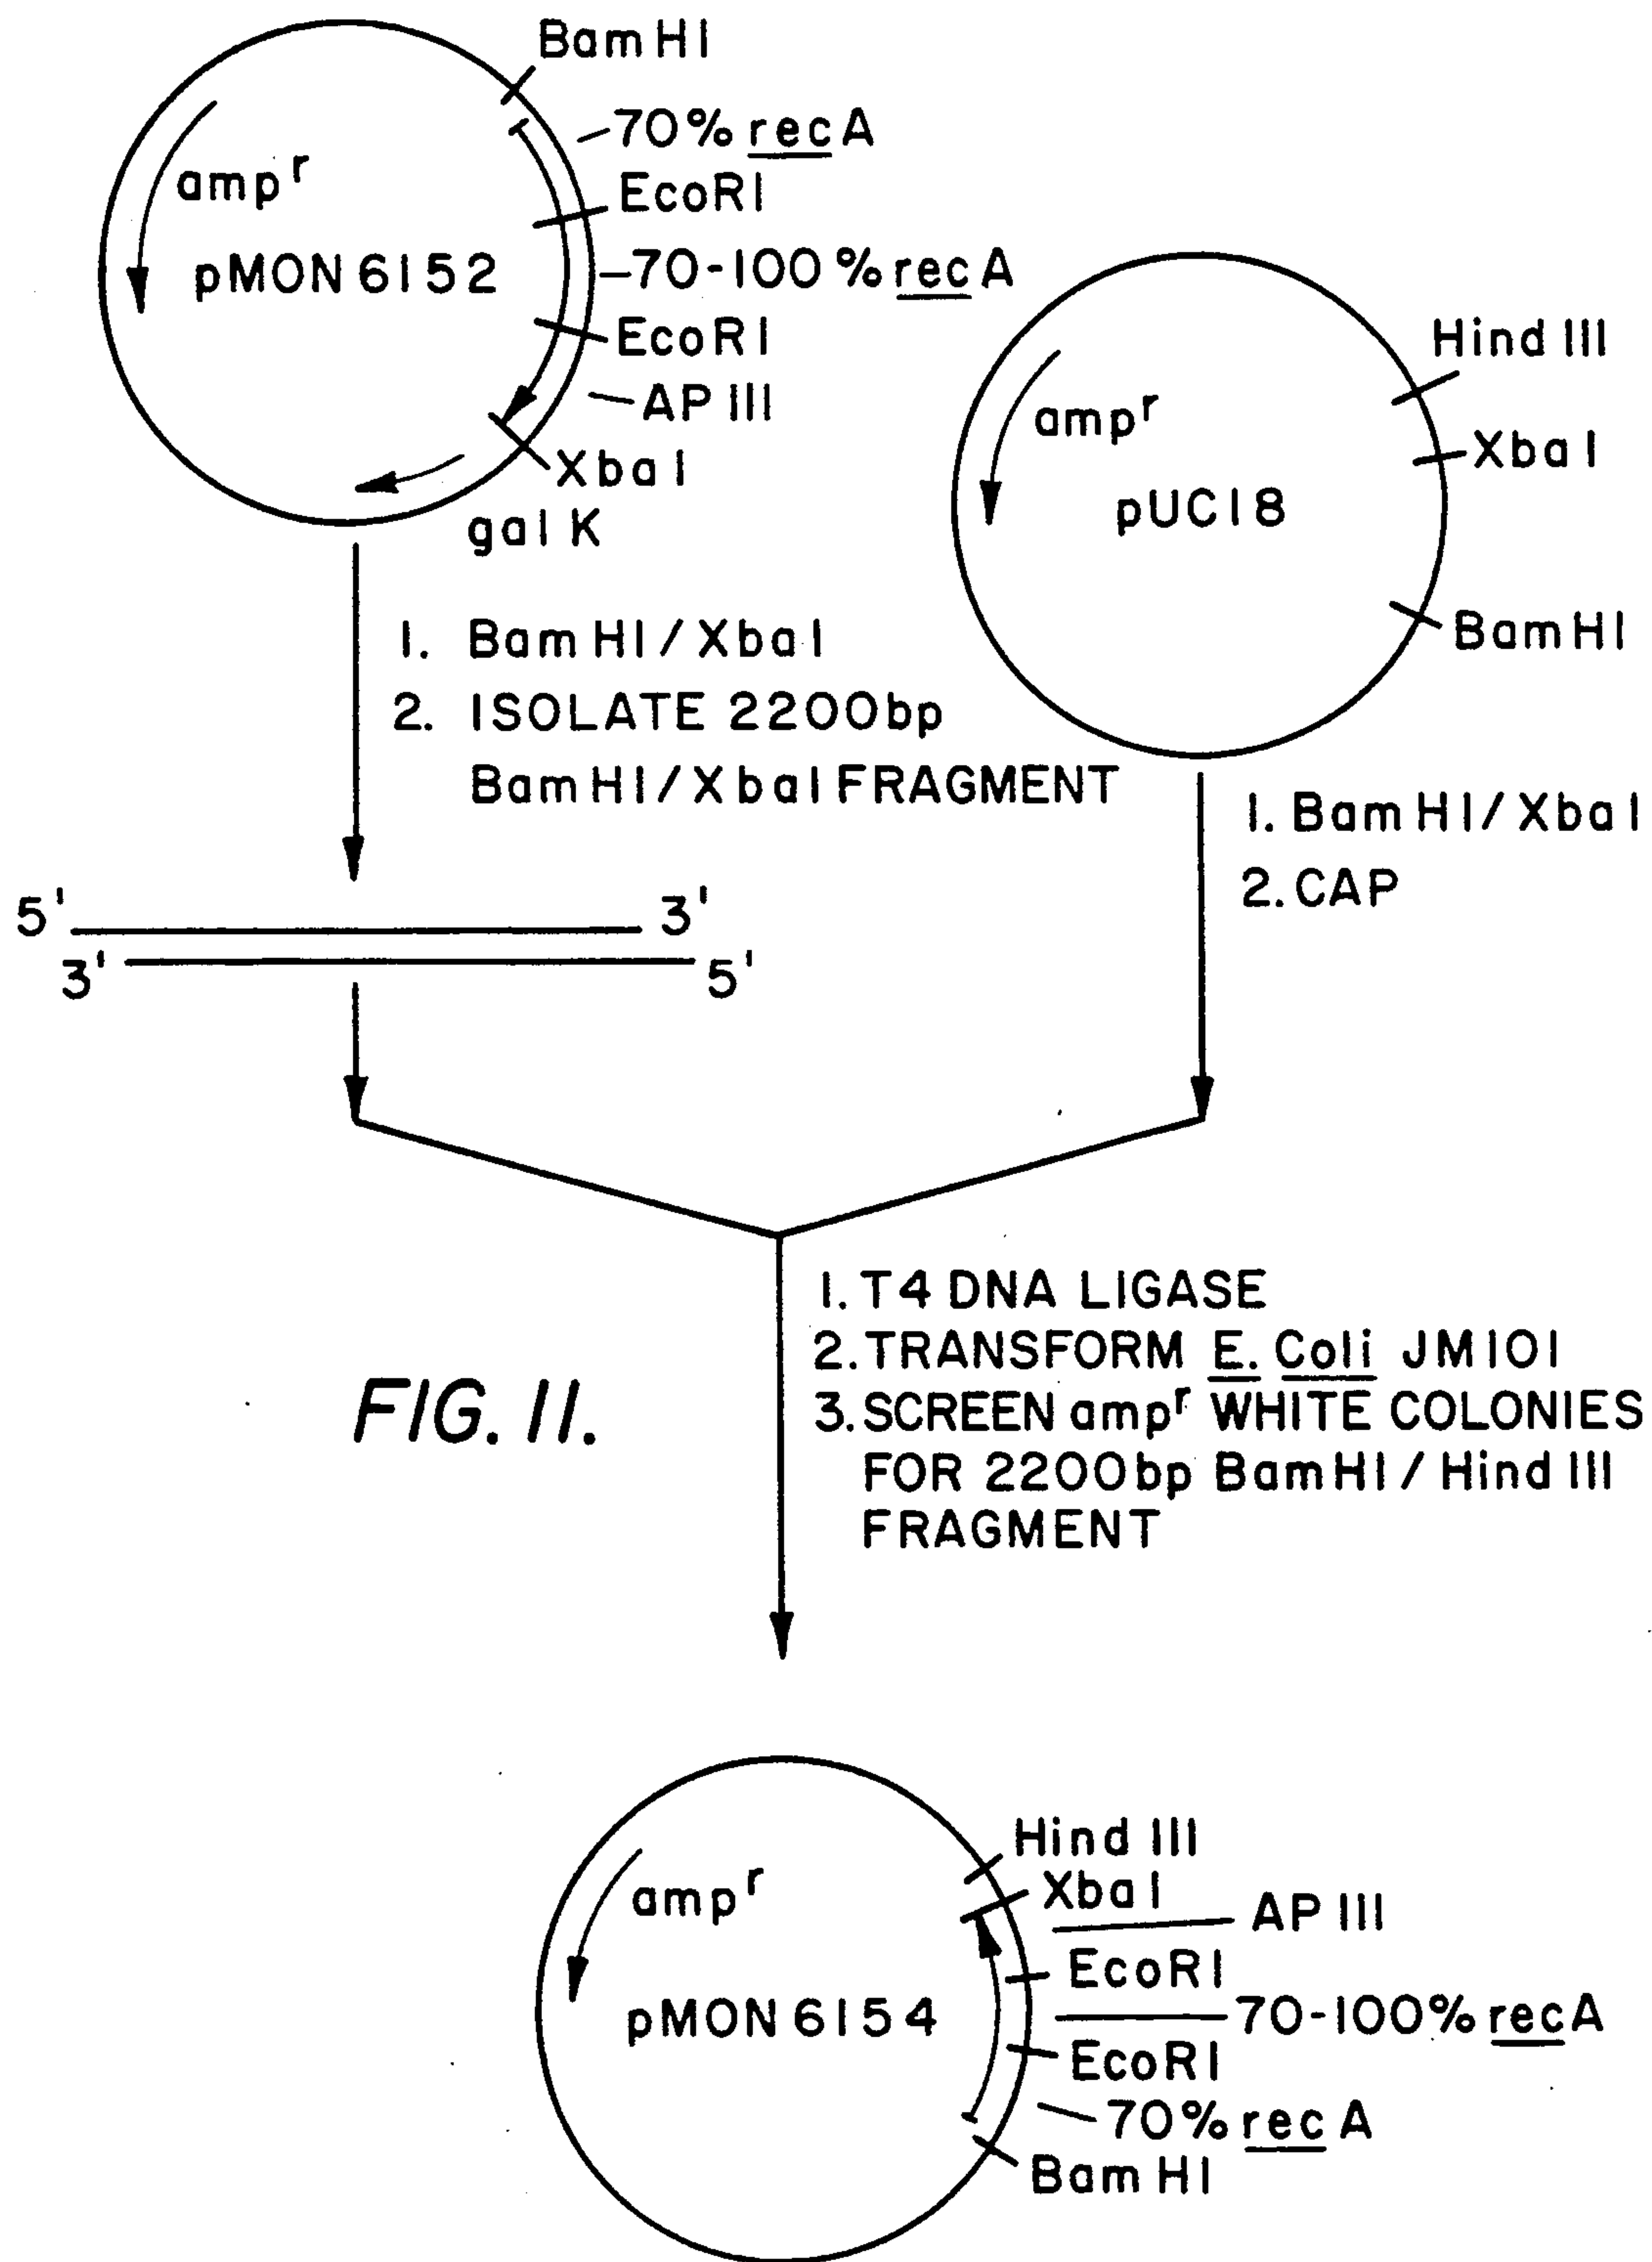 Bam HI
70% recA
EcoRI
ampʳ
pMON 6152
70-100% recA
EcoRI
AP III
Xba I
gal K
Hind III
Xba I
ampʳ
pUC18
Bam HI
1. Bam HI / Xba I
2. ISOLATE 2200bp
Bam HI / Xba I FRAGMENT
1. Bam HI / Xba I
2. CAP
5' 3'
3' 5'
1. T4 DNA LIGASE
2. TRANSFORM E. Coli JM101
3. SCREEN ampʳ WHITE COLONIES
FOR 2200bp Bam HI / Hind III
FRAGMENT
FIG. 11.
Hind III
Xba I
AP III
ampʳ
EcoRI
pMON 6154
70-100% recA
EcoRI
70% recA
Bam HI